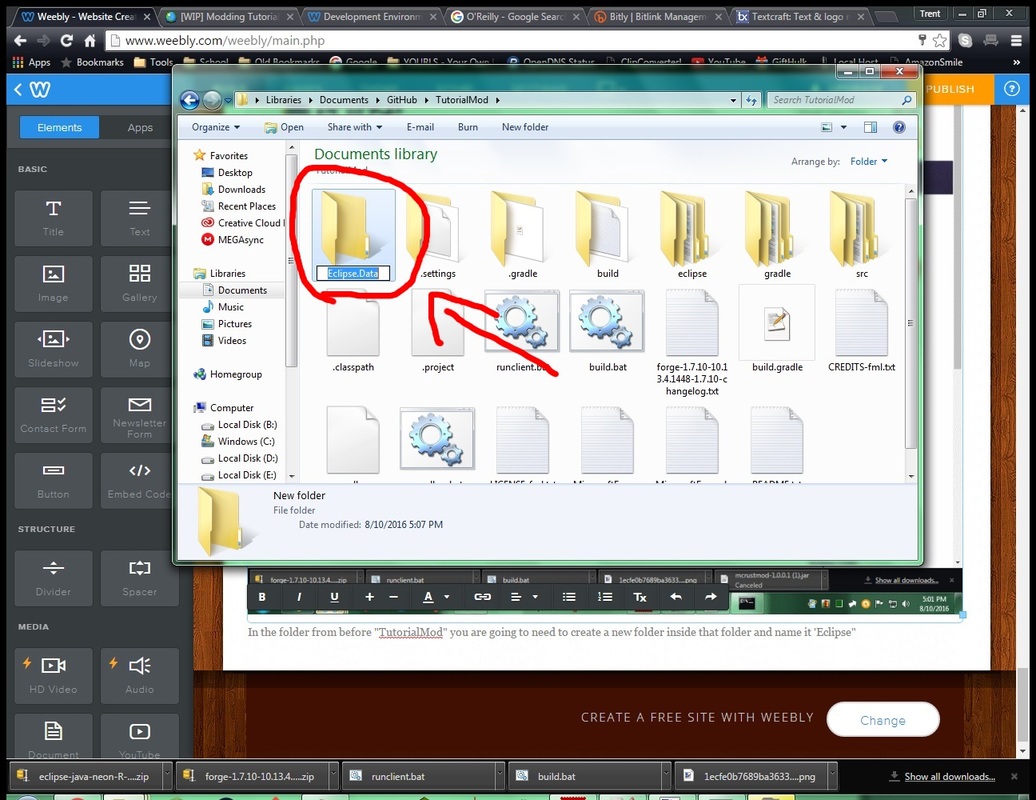 Weebly - Website Crea
[WIP] Modding Tutorial
Development Environm
O'Reilly - Google Searc
Bitly | Bitlink Managem
Textcraft: Text & logo
Trent
www.weebly.com/weebly/main.php
Apps
Bookmarks
Tools
School
Old Bookmarks
Google
YOURLS - Your Own
OpenDNS Status
ClipConverter!
YouTube
GiftHulk
Local Host
AmazonSmile
PUBLISH
Elements
Apps
BASIC
Title
Text
Image
Gallery
Slideshow
Map
Contact Form
Newsletter
Form
Button
Embed Code
STRUCTURE
Divider
Spacer
MEDIA
HD Video
Audio
Document
YouTube
Libraries
Documents
GitHub
TutorialMod
Search TutorialMod
Organize
Open
Share with
E-mail
Burn
New folder
Favorites
Desktop
Downloads
Recent Places
Creative Cloud
MEGAsync
Libraries
Documents
Music
Pictures
Videos
Homegroup
Computer
Local Disk (B:)
Windows (C:)
Local Disk (D:)
Local Disk (E:)
Documents library
TutorialMod
Arrange by: Folder
Eclipse.Data
.settings
.gradle
build
eclipse
gradle
src
.classpath
.project
runclient.bat
build.bat
forge-1.7.10-10.13.4.1448-1.7.10-changelog.txt
build.gradle
CREDITS-fml.txt
New folder
File folder
Date modified: 8/10/2016 5:07 PM
forge-1.7.10-10.13.4....zip
runclient.bat
build.bat
1ecfe0b7689ba3633....png
mcrustmod-1.0.0.1 (1).jar
Canceled
Show all downloads...
B I U + − A Tx
5:01 PM
8/10/2016
In the folder from before "TutorialMod" you are going to need to create a new folder inside that folder and name it 'Eclipse"
CREATE A FREE SITE WITH WEEBLY
Change
eclipse-java-neon-R-....zip
forge-1.7.10-10.13.4....zip
runclient.bat
build.bat
1ecfe0b7689ba3633....png
Show all downloads...